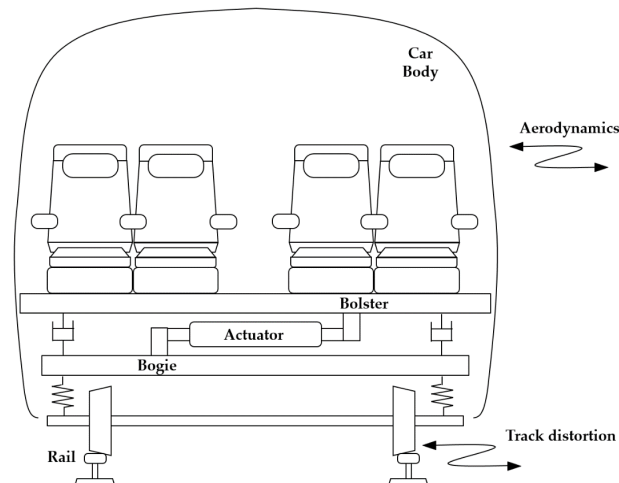 Car
Body
Aerodynamics
Bolster
Actuator
Bogie
Track distortion
Rail